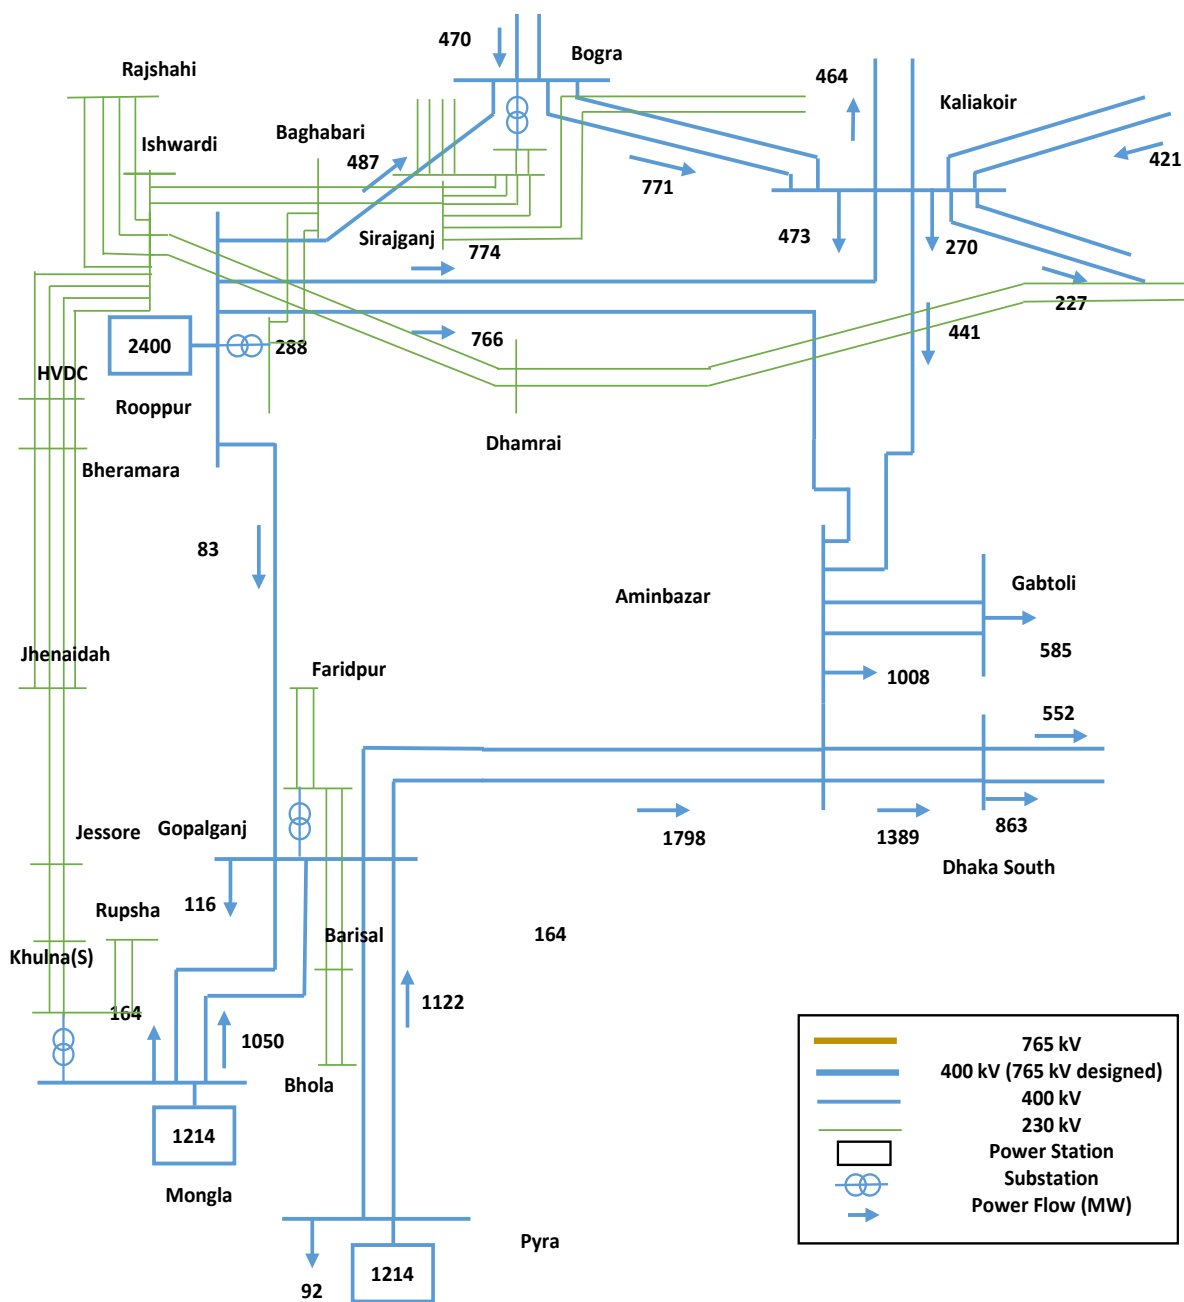 470
Bogra
Rajshahi
464
Kaliakoir
Baghabari
Ishwardi
487
771
421
Sirajganj
774
473
270
227
441
2400
288
766
HVDC
Rooppur
Dhamrai
Bheramara
83
Aminbazar
Gabtoli
585
Jhenaidah
Faridpur
1008
552
Jessore
Gopalganj
1798
1389
863
Dhaka South
116
Rupsha
Barisal
164
Khulna(S)
164
1122
1050
Bhola
1214
Mongla
Pyra
1214
92
765 kV
400 kV (765 kV designed)
400 kV
230 kV
Power Station
Substation
Power Flow (MW)